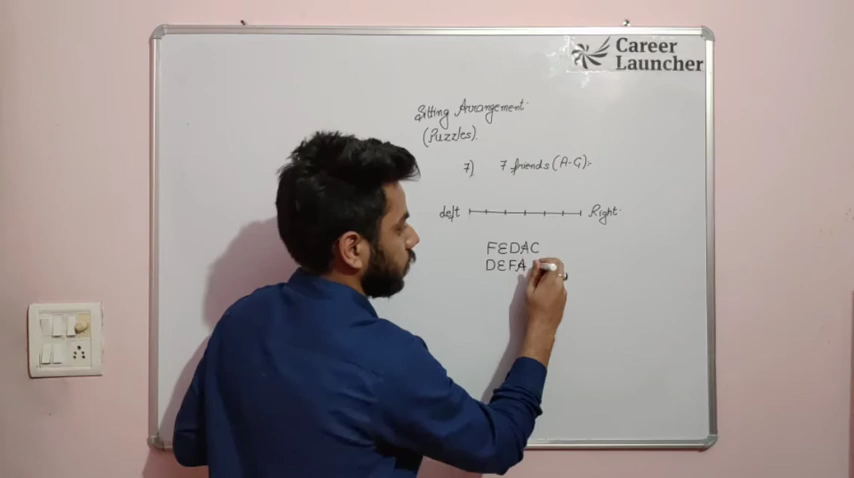 Career
Launcher
Sitting Arrangement
(Puzzles).
7) 7 friends (A-G):-
Left Right
FEDAC
DEFA